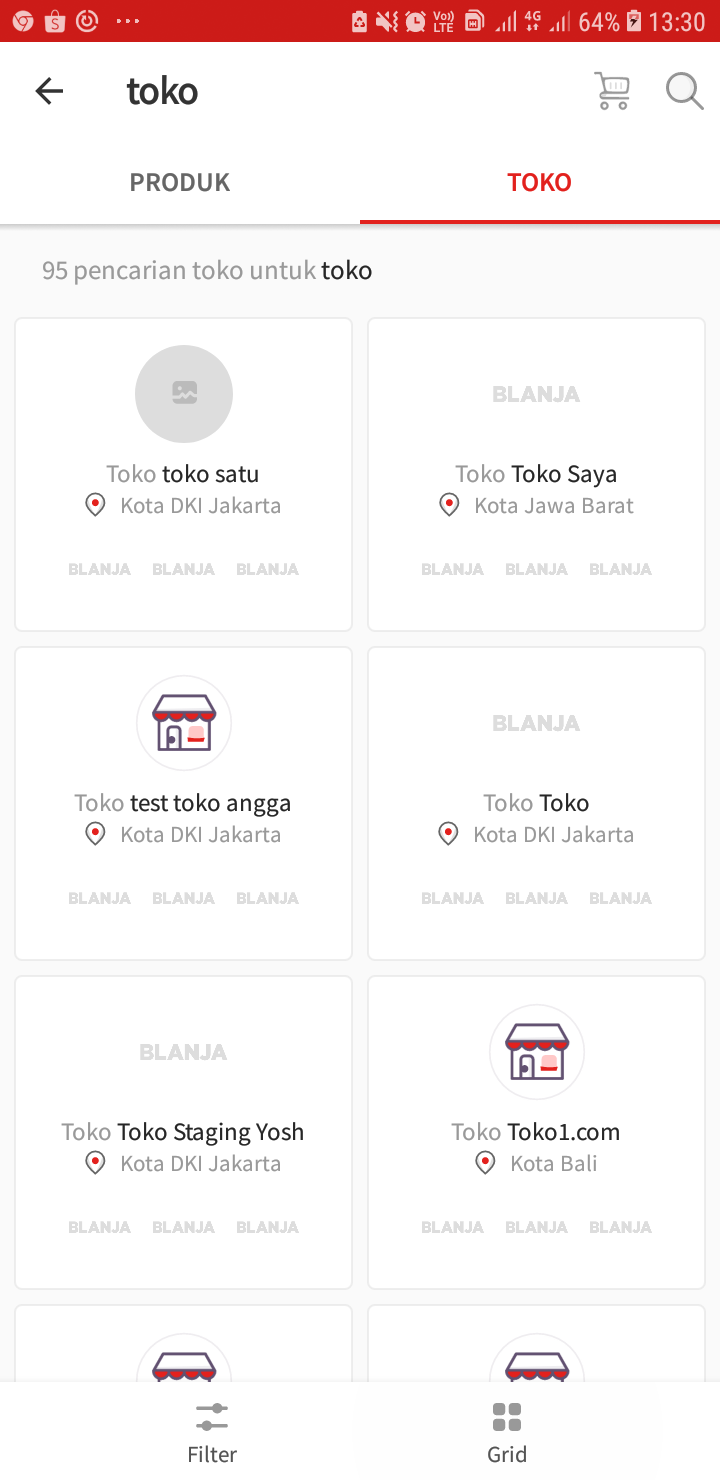 Vo)) LTE 4G 64% 13:30
toko
PRODUK TOKO
95 pencarian toko untuk toko
BLANJA
Toko toko satu
Kota DKI Jakarta
BLANJA BLANJA BLANJA
Toko Toko Saya
Kota Jawa Barat
BLANJA BLANJA BLANJA
Toko test toko angga
Kota DKI Jakarta
BLANJA BLANJA BLANJA
BLANJA
Toko Toko
Kota DKI Jakarta
BLANJA BLANJA BLANJA
BLANJA
Toko Toko Staging Yosh
Kota DKI Jakarta
BLANJA BLANJA BLANJA
Toko Toko1.com
Kota Bali
BLANJA BLANJA BLANJA
Filter
Grid